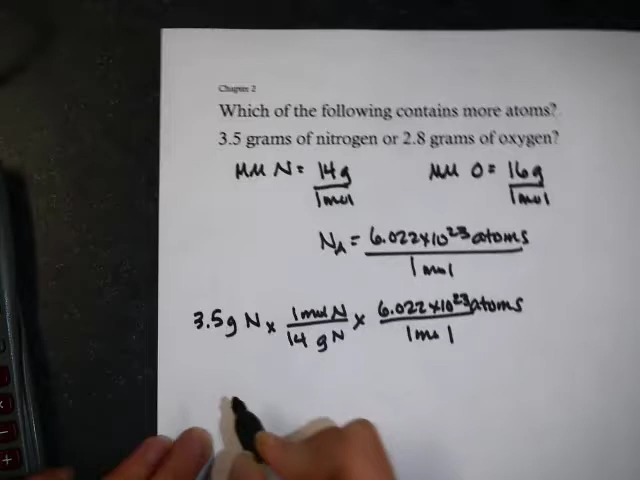 Chapter 2
Which of the following contains more atoms?
3.5 grams of nitrogen or 2.8 grams of oxygen?
MM N = 14g / 1mol MM O = 16g / 1mol
NA = 6.022x10^23 atoms / 1mol
3.5g N x 1mol N / 14 g N x 6.022x10^23 atoms / 1mol